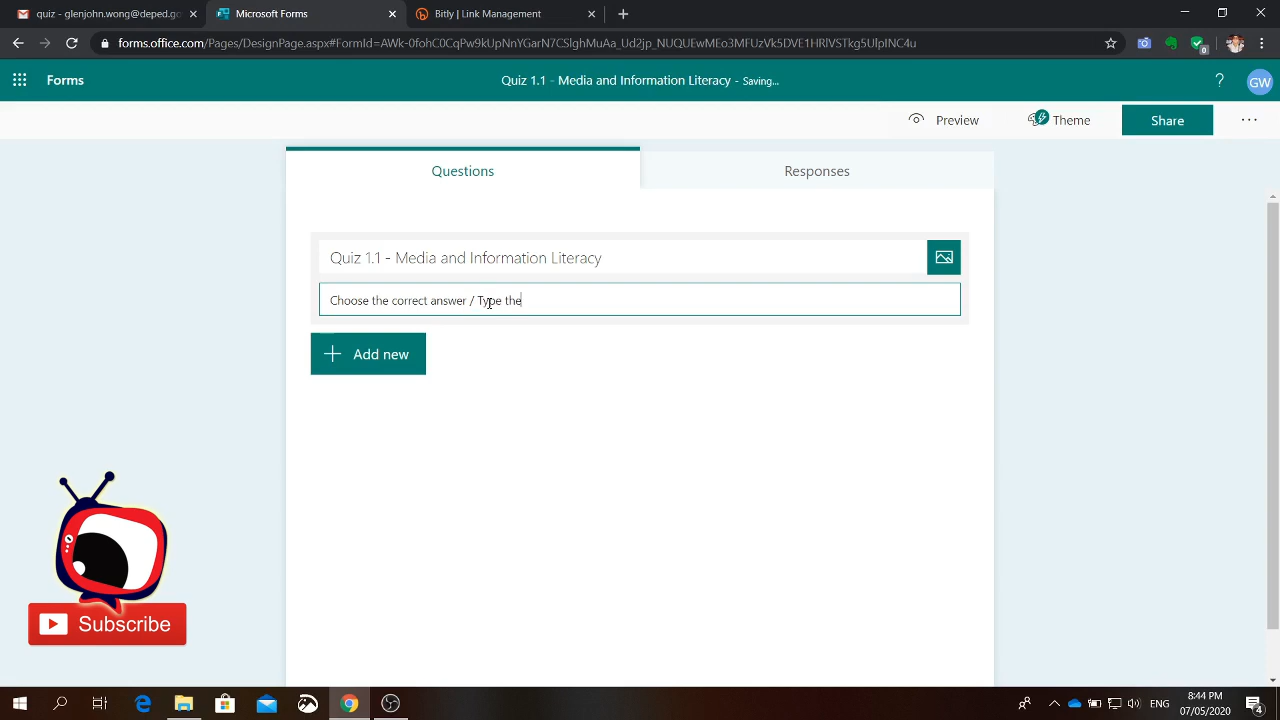 quiz - glenjohn.wong@deped.go
Microsoft Forms
Bitly | Link Management
forms.office.com/Pages/DesignPage.aspx#FormId=AWk-0fohC0CqPw9kUpNnYGarN7CSlghMuAa_Ud2jp_NUQUEwMEo3MFUzVk5DVE1HRlVSTkg5UlpINC4u
Forms
Quiz 1.1 - Media and Information Literacy - Saving...
?
GW
Preview
Theme
Share
...
Questions
Responses
Quiz 1.1 - Media and Information Literacy
Choose the correct answer / Type the
Add new
Subscribe
ENG
8:44 PM
07/05/2020
4